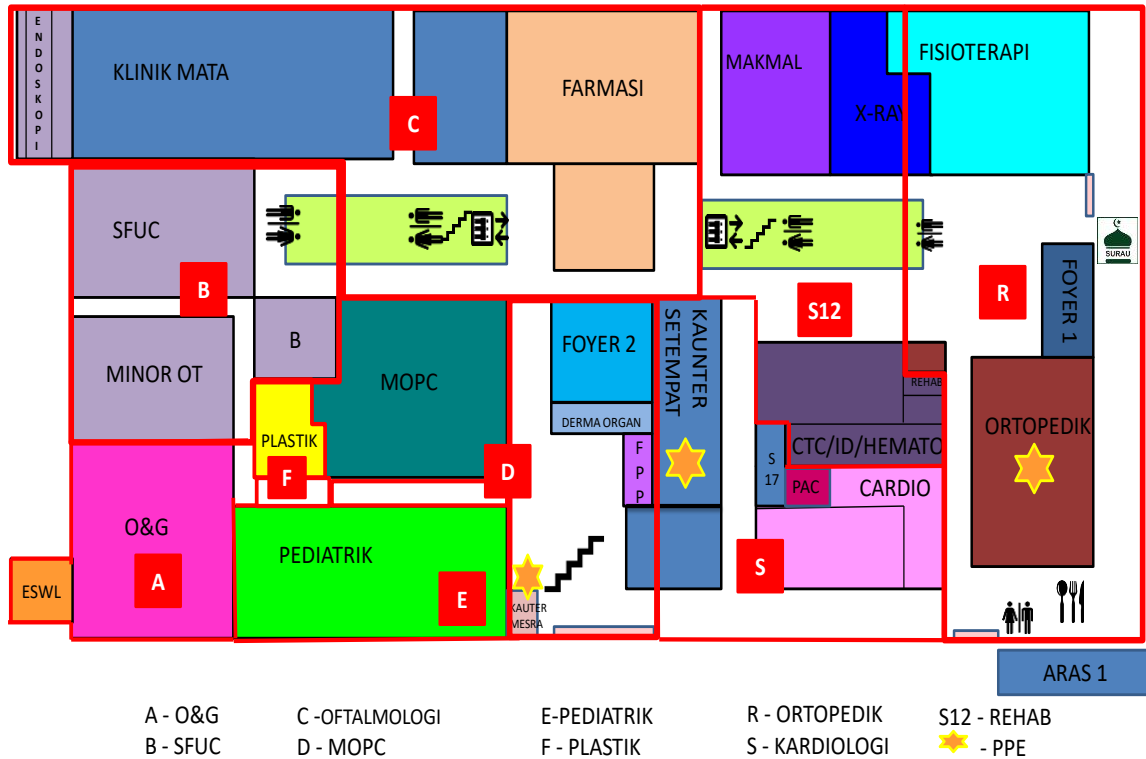 ENDOSKOPI
KLINIK MATA
C
FARMASI
MAKMAL
X-RAY
FISIOTERAPI
SFUC
B
SURAU
R
FOYER 1
S12
B
MINOR OT
MOPC
FOYER 2
KAUNTER
SETEMPAT
REHAB
DERMA ORGAN
PLASTIK
F
D
FPP
S
17
CTC/ID/HEMATO
ORTOPEDIK
PAC
CARDIO
O&G
PEDIATRIK
ESWL
A
E
S
KAUTER
MESRA
ARAS 1
A - O&G
C -OFTALMOLOGI
E-PEDIATRIK
R - ORTOPEDIK
S12 - REHAB
B - SFUC
D - MOPC
F - PLASTIK
S - KARDIOLOGI
- PPE